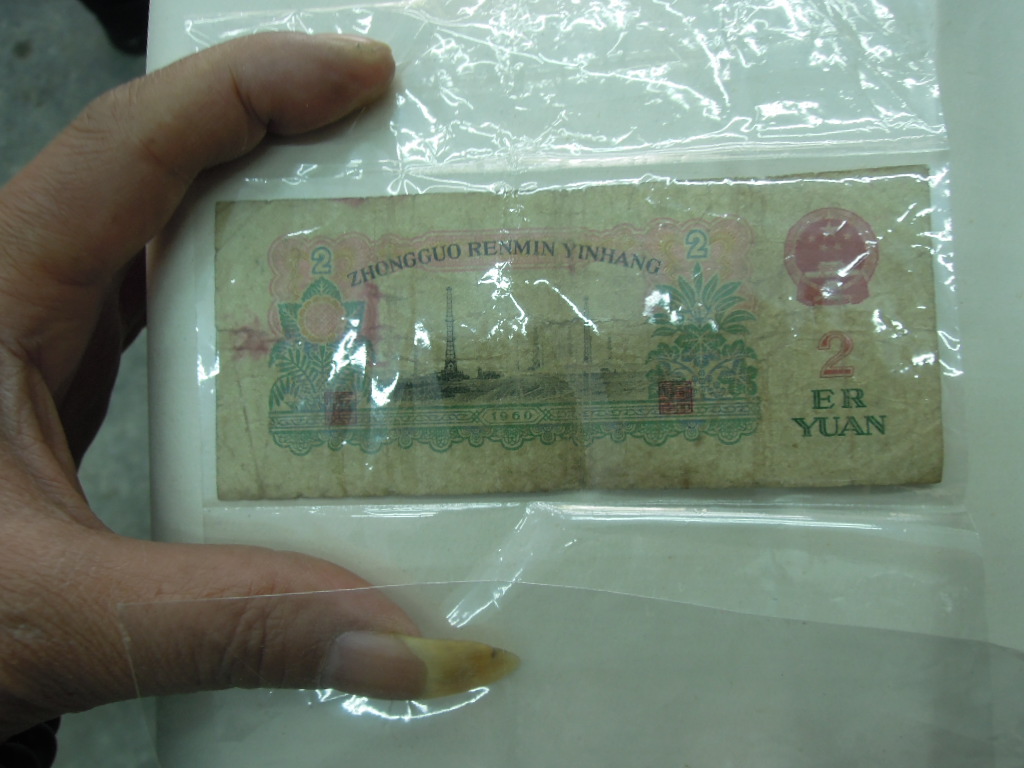 2
2
ZHONGGUO RENMIN YINHANG
1960
2
ER
YUAN